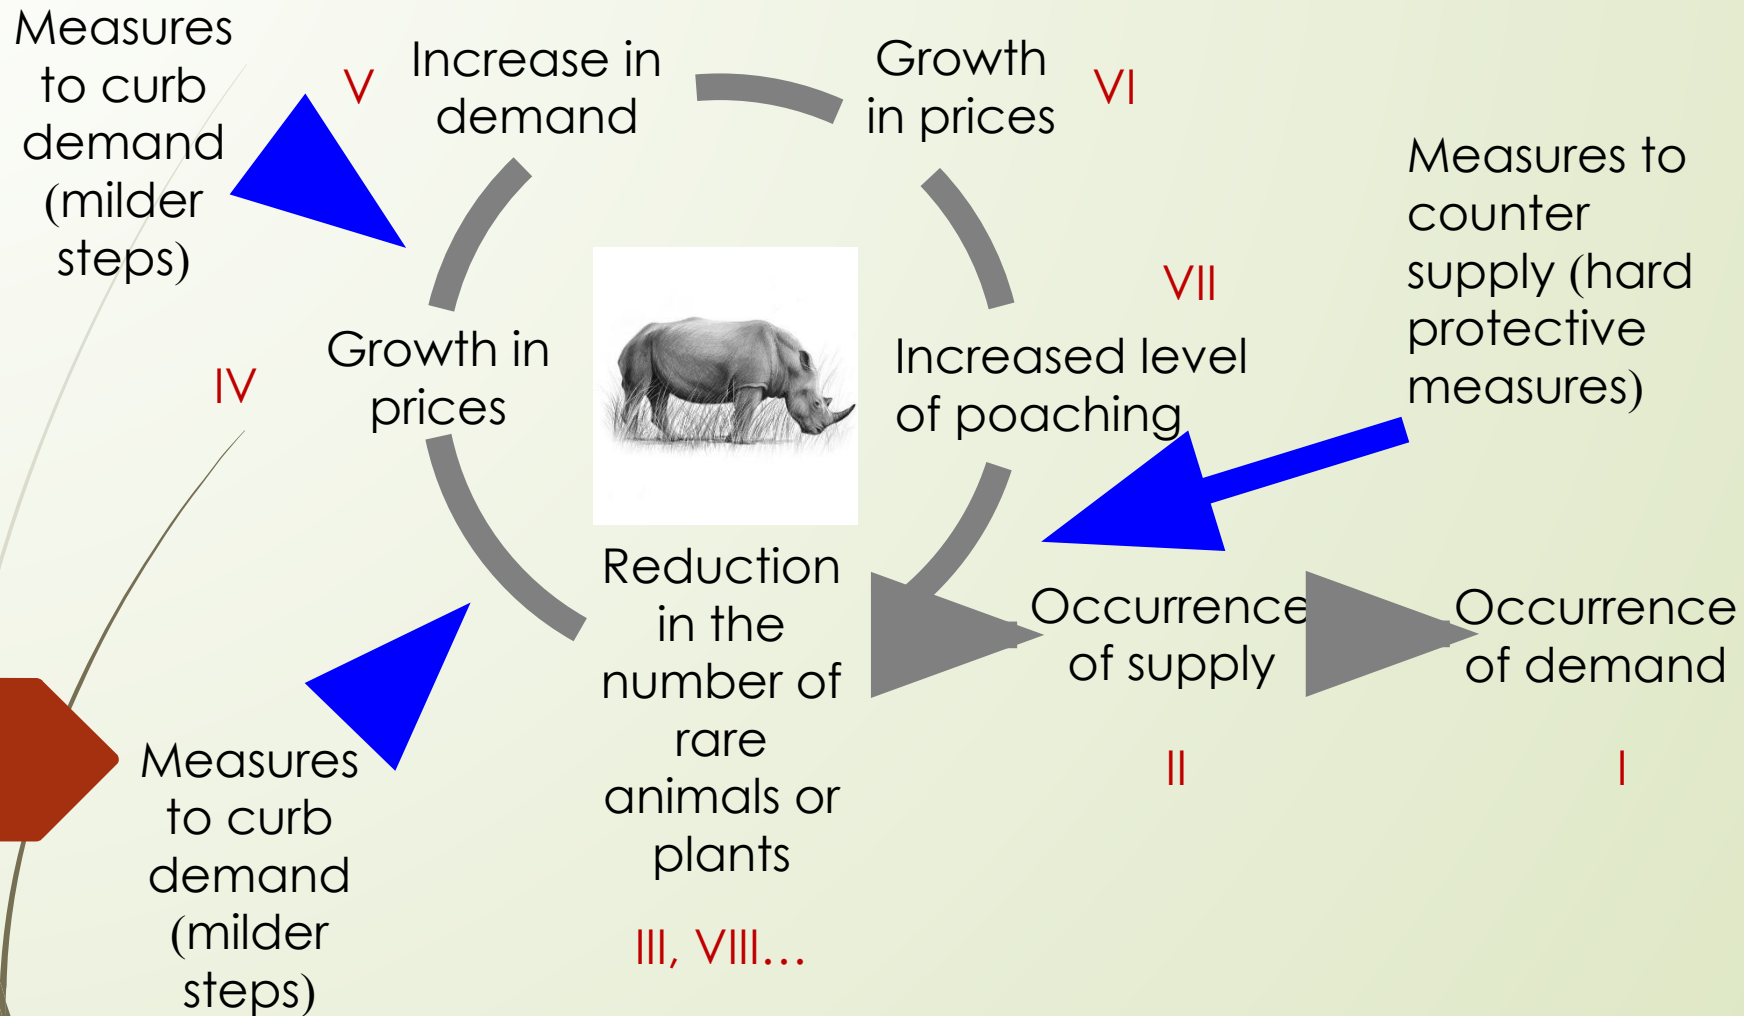 Measures
to curb
demand
(milder
steps)
V
Increase in
demand
Growth
in prices
VI
Measures to
counter
supply (hard
protective
measures)
VII
Increased level
of poaching
Growth in
prices
IV
Reduction
in the
number of
rare
animals or
plants
III, VIII...
Occurrence
of supply
II
Occurrence
of demand
I
Measures
to curb
demand
(milder
steps)